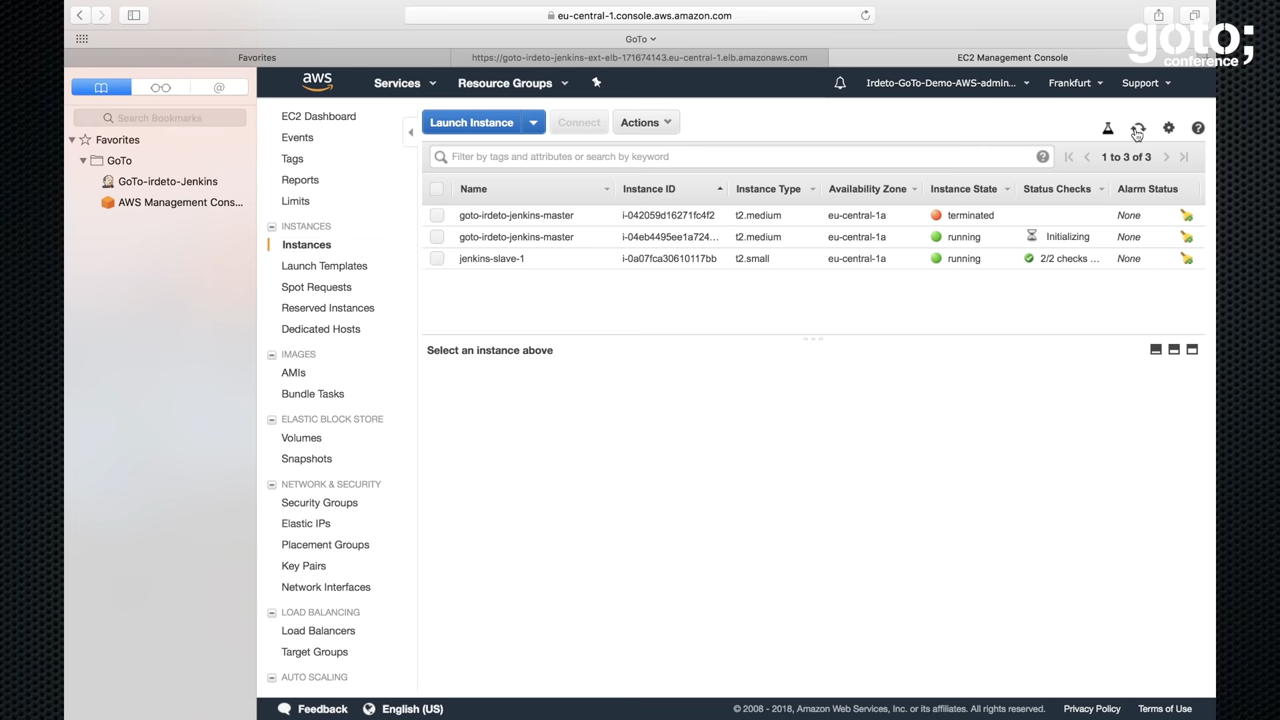 eu-central-1.console.aws.amazon.com
GoTo
goto;
conference
Favorites
https://goto-irdeto-jenkins-ext-elb-171674143.eu-central-1.elb.amazonaws.com
EC2 Management Console
@
Search Bookmarks
Favorites
GoTo
GoTo-irdeto-Jenkins
AWS Management Cons...
aws
Services
Resource Groups
Irdeto-GoTo-Demo-AWS-admin...
Frankfurt
Support
EC2 Dashboard
Events
Tags
Reports
Limits
INSTANCES
Instances
Launch Templates
Spot Requests
Reserved Instances
Dedicated Hosts
IMAGES
AMIs
Bundle Tasks
ELASTIC BLOCK STORE
Volumes
Snapshots
NETWORK & SECURITY
Security Groups
Elastic IPs
Placement Groups
Key Pairs
Network Interfaces
LOAD BALANCING
Load Balancers
Target Groups
AUTO SCALING
Launch Instance
Connect
Actions
Filter by tags and attributes or search by keyword
1 to 3 of 3
Name Instance ID Instance Type Availability Zone Instance State Status Checks Alarm Status
goto-irdeto-jenkins-master i-042059d16271fc4f2 t2.medium eu-central-1a terminated None
goto-irdeto-jenkins-master i-04eb4495ee1a724... t2.medium eu-central-1a running Initializing None
jenkins-slave-1 i-0a07fca30610117bb t2.small eu-central-1a running 2/2 checks ... None
Select an instance above
Feedback
English (US)
© 2008 - 2018, Amazon Web Services, Inc. or its affiliates. All rights reserved.
Privacy Policy
Terms of Use